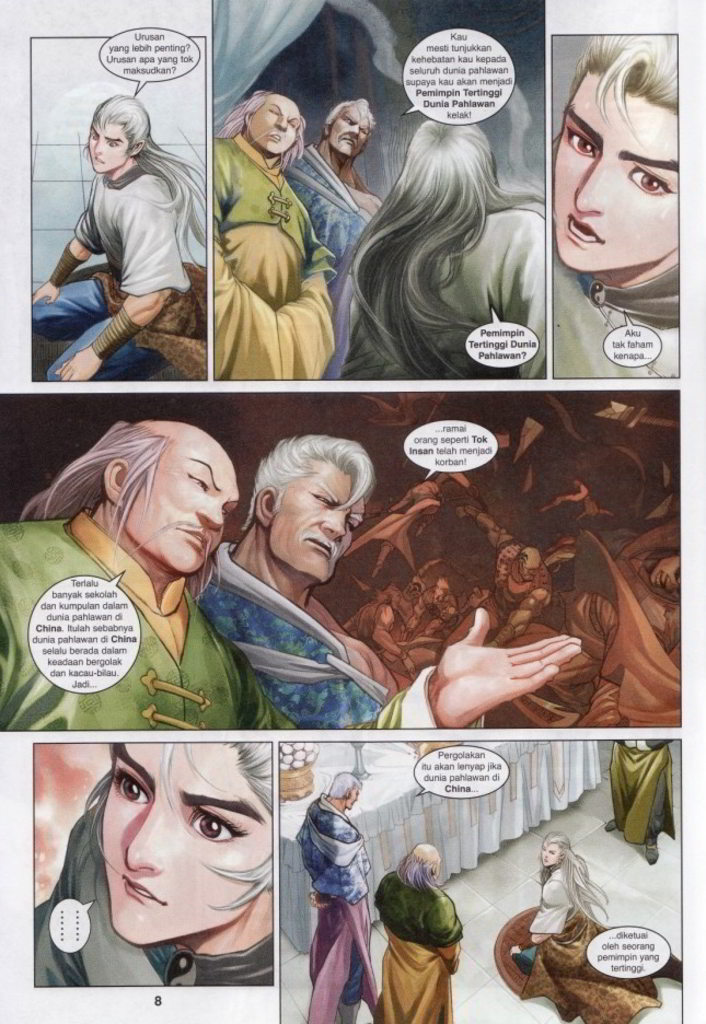 Urusan
yang lebih penting?
Urusan apa yang tok
maksudkan?
Kau
mesti tunjukkan
kehebatan kau kepada
seluruh dunia pahlawan
supaya kau akan menjadi
Pemimpin Tertinggi
Dunia Pahlawan
kelak!
Pemimpin
Tertinggi Dunia
Pahlawan?
Aku
tak faham
kenapa...
Terlalu
banyak sekolah
dan kumpulan dalam
dunia pahlawan di
China. Itulah sebabnya
dunia pahlawan di China
selalu berada dalam
keadaan bergolak
dan kacau-bilau.
Jadi...
...ramai
orang seperti Tok
Insan telah menjadi
korban!
Pergolakan
itu akan lenyap jika
dunia pahlawan di
China...
...diketuai
oleh seorang
pemimpin yang
tertinggi.
8